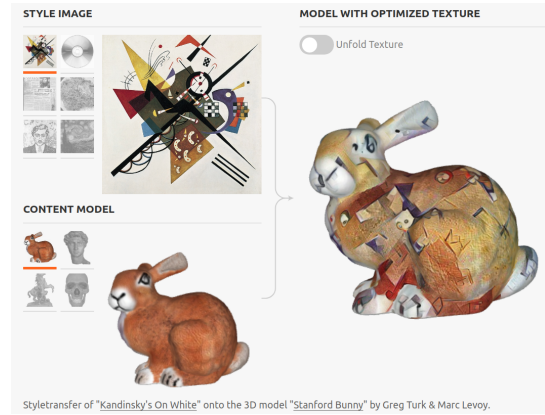 STYLE IMAGE
MODEL WITH OPTIMIZED TEXTURE
Unfold Texture
CONTENT MODEL
Styletransfer of "Kandinsky's On White" onto the 3D model "Stanford Bunny" by Greg Turk & Marc Levoy.